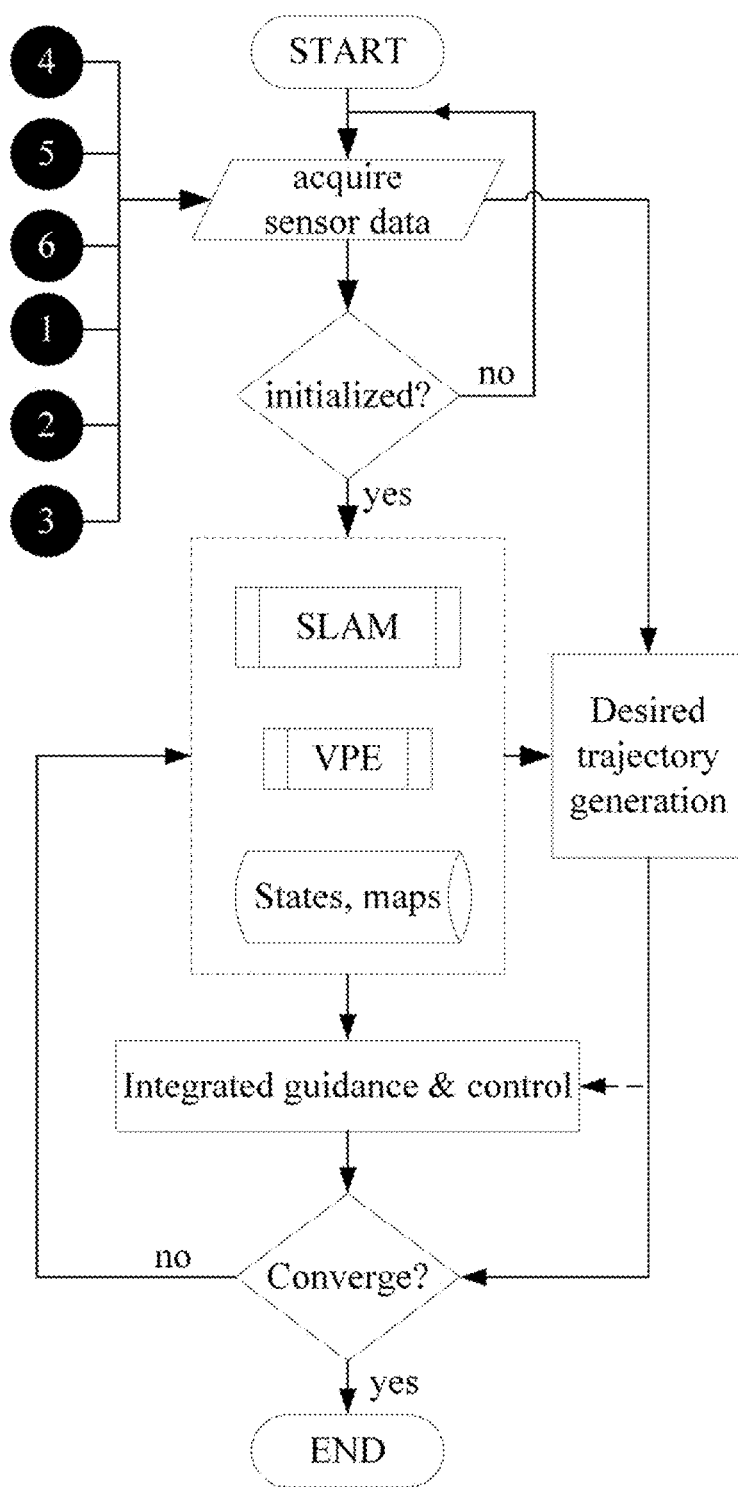 START
4
5
6
1
2
3
acquire
sensor data
initialized?
no
yes
SLAM
VPE
States, maps
Desired
trajectory
generation
Integrated guidance & control
Converge?
no
yes
END